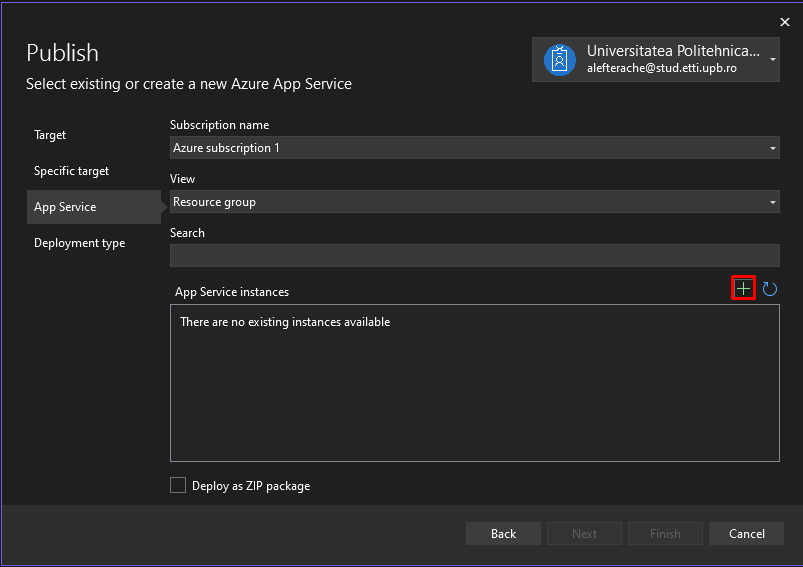 Publish
Select existing or create a new Azure App Service
Universitatea Politehnica...
alefterache@stud.etti.upb.ro
Target
Specific target
App Service
Deployment type
Subscription name
Azure subscription 1
View
Resource group
Search
App Service instances
There are no existing instances available
Deploy as ZIP package
Back
Next
Finish
Cancel